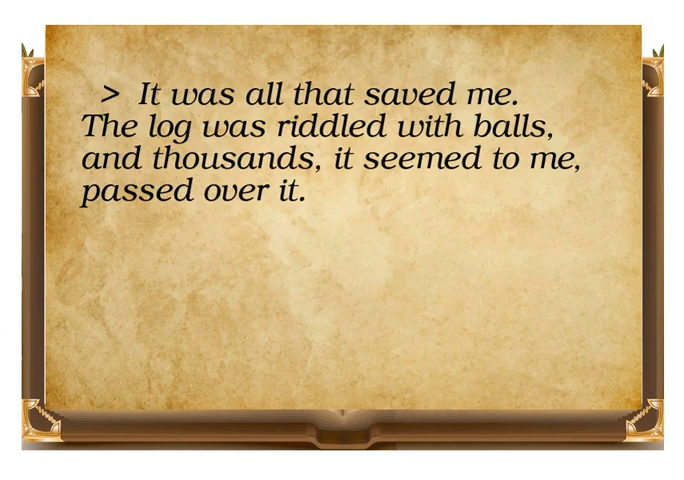 > It was all that saved me.
The log was riddled with balls,
and thousands, it seemed to me,
passed over it.